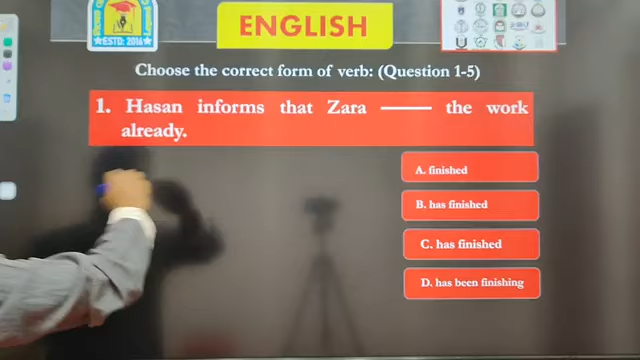 ENGLISH
★ESTD: 2016★
Choose the correct form of verb: (Question 1-5)
1. Hasan informs that Zara ——— the work
already.
A. finished
B. has finished
C. has finished
D. has been finishing